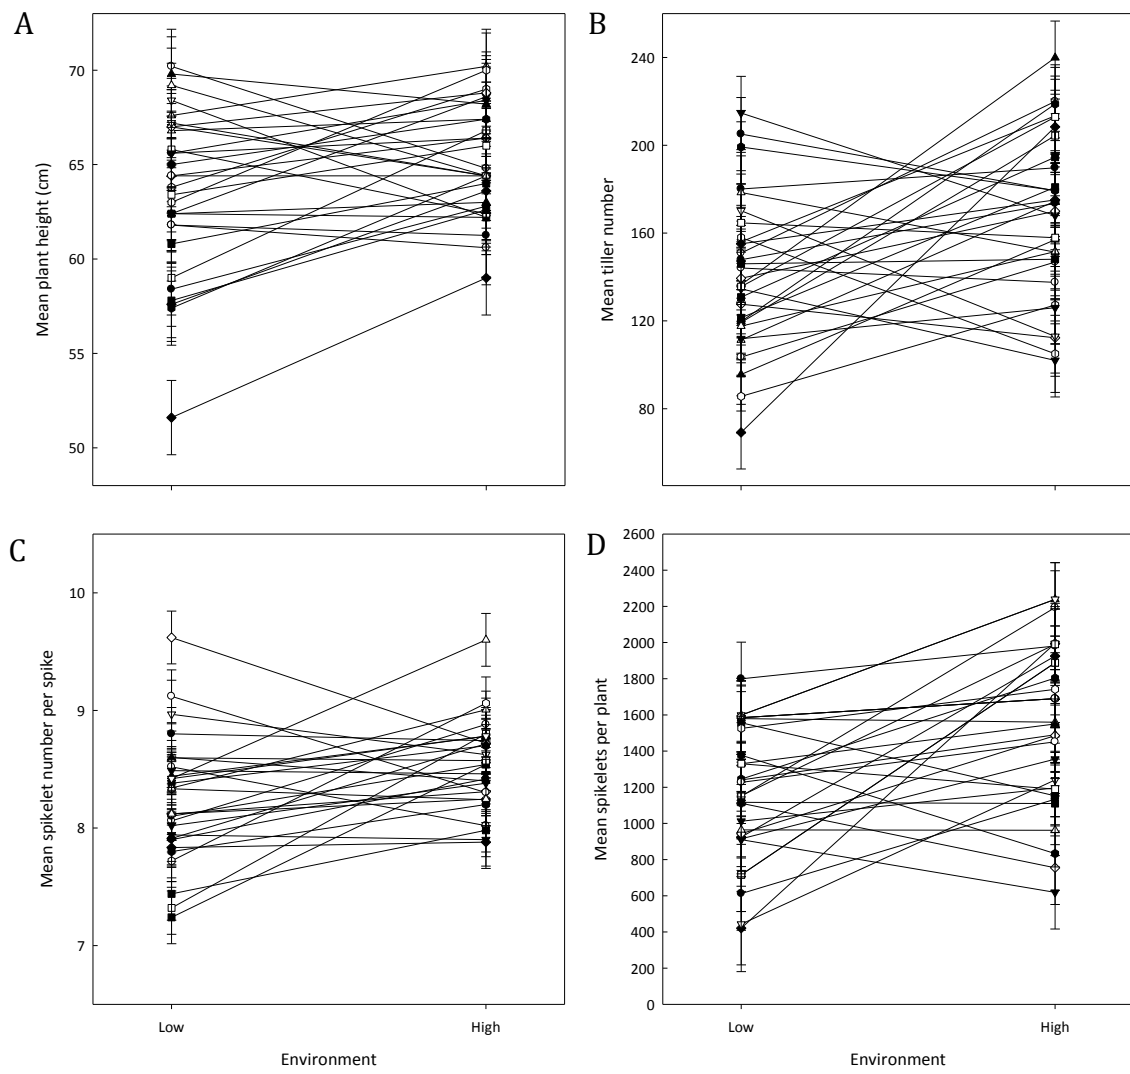 A
B
Mean plant height (cm)
70
65
60
55
50
Mean tiller number
240
200
160
120
80
C
D
Mean spikelet number per spike
10
9
8
7
Low
High
Environment
Mean spikelets per plant
2600
2400
2200
2000
1800
1600
1400
1200
1000
800
600
400
200
0
Low
High
Environment